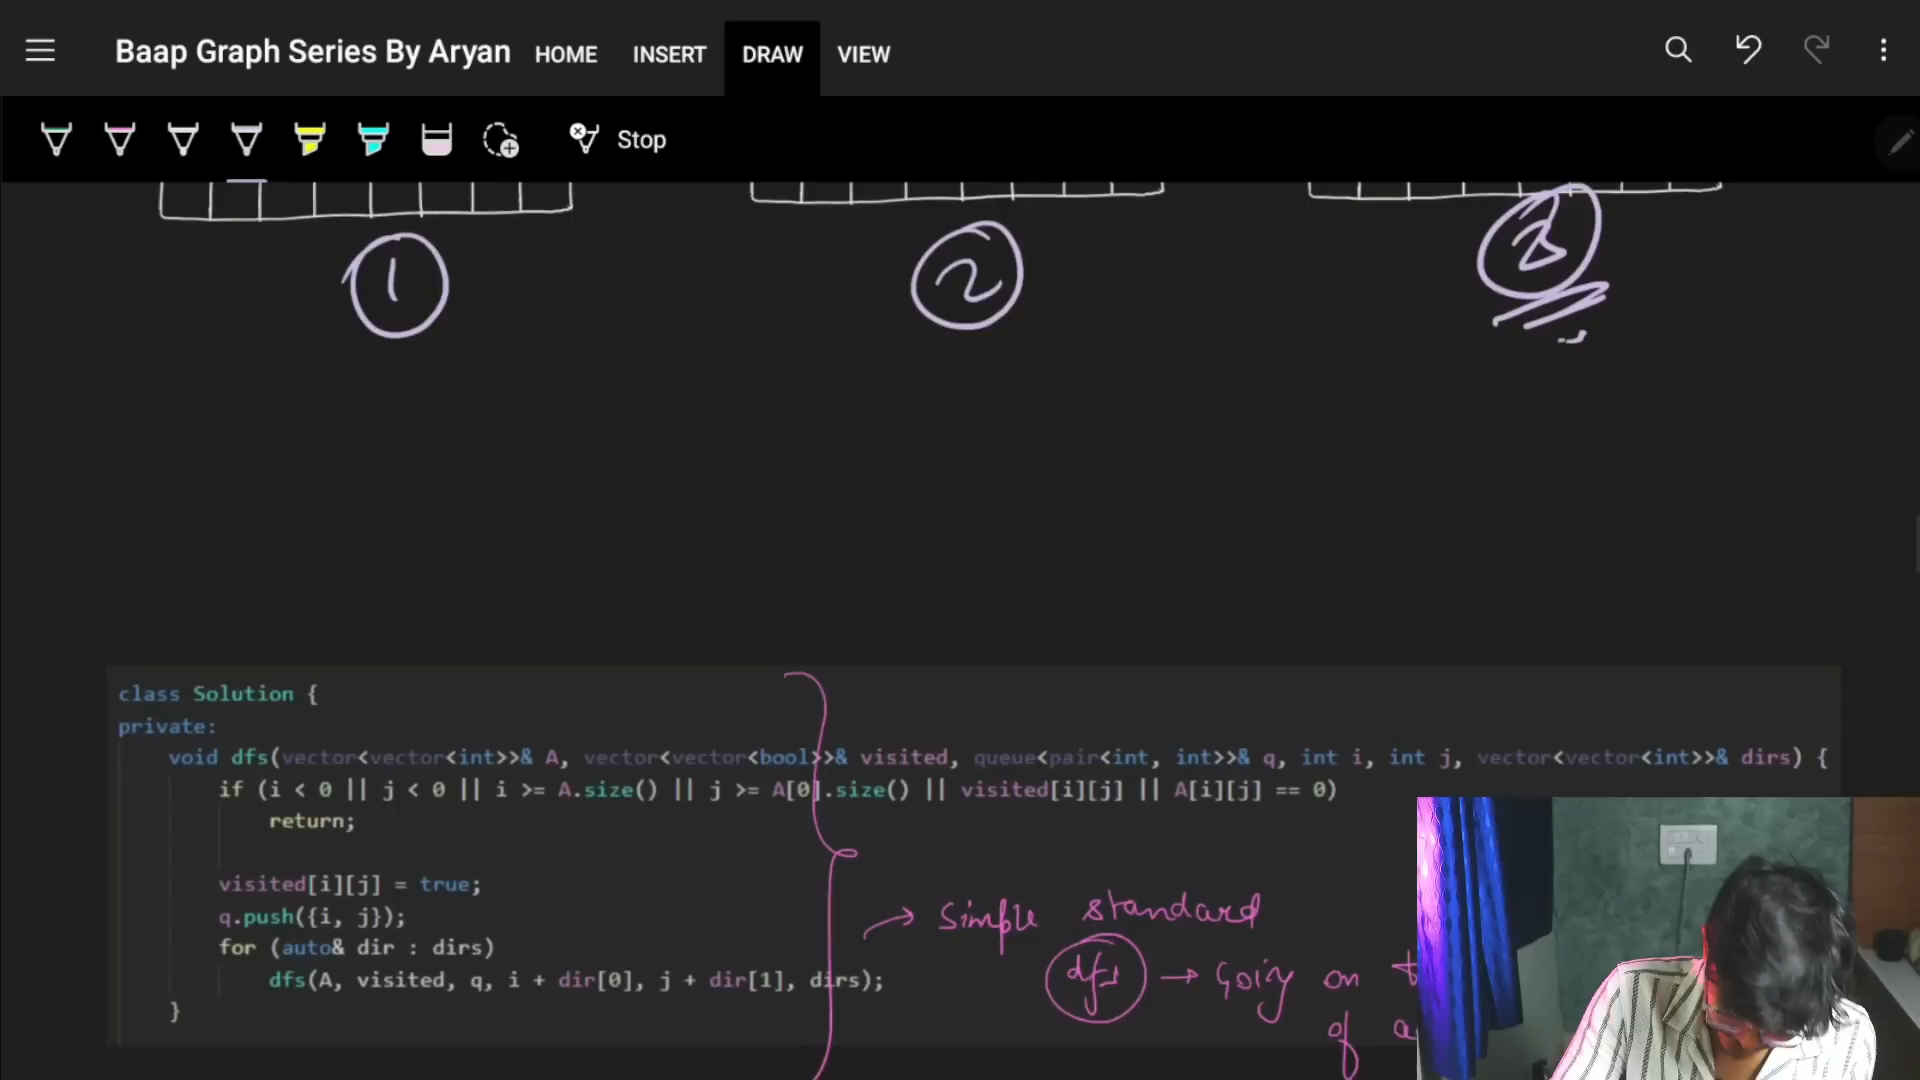 Baap Graph Series By Aryan HOME INSERT DRAW VIEW
Stop
1 2 3
class Solution {
private:
void dfs(vector<vector<int>>& A, vector<vector<bool>>& visited, queue<pair<int, int>>& q, int i, int j, vector<vector<int>>& dirs) {
if (i < 0 || j < 0 || i >= A.size() || j >= A[0].size() || visited[i][j] || A[i][j] == 0)
return;
visited[i][j] = true;
q.push({i, j});
for (auto& dir : dirs)
dfs(A, visited, q, i + dir[0], j + dir[1], dirs);
}
→ Simple standard
dfs → Going on
of